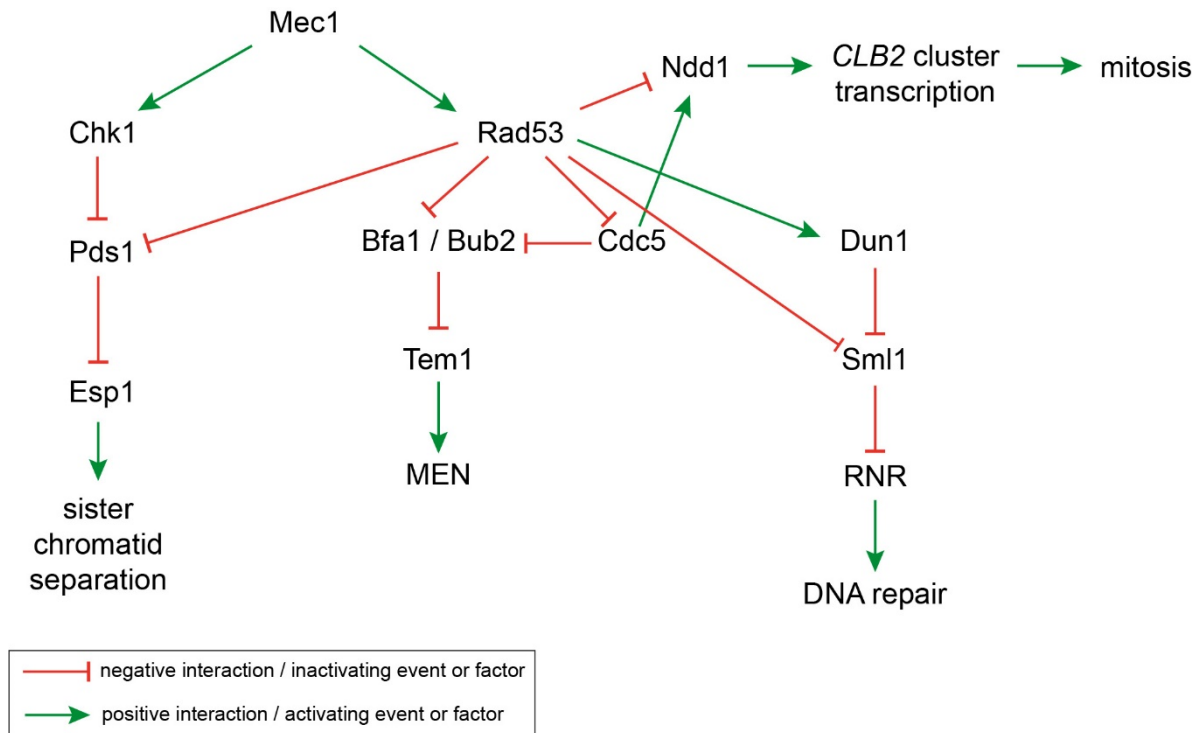 Mec1
Ndd1
CLB2 cluster
transcription
mitosis
Chk1
Rad53
Pds1
Bfa1 / Bub2
Cdc5
Dun1
Tem1
Sml1
Esp1
MEN
RNR
sister
chromatid
separation
DNA repair
negative interaction / inactivating event or factor
positive interaction / activating event or factor